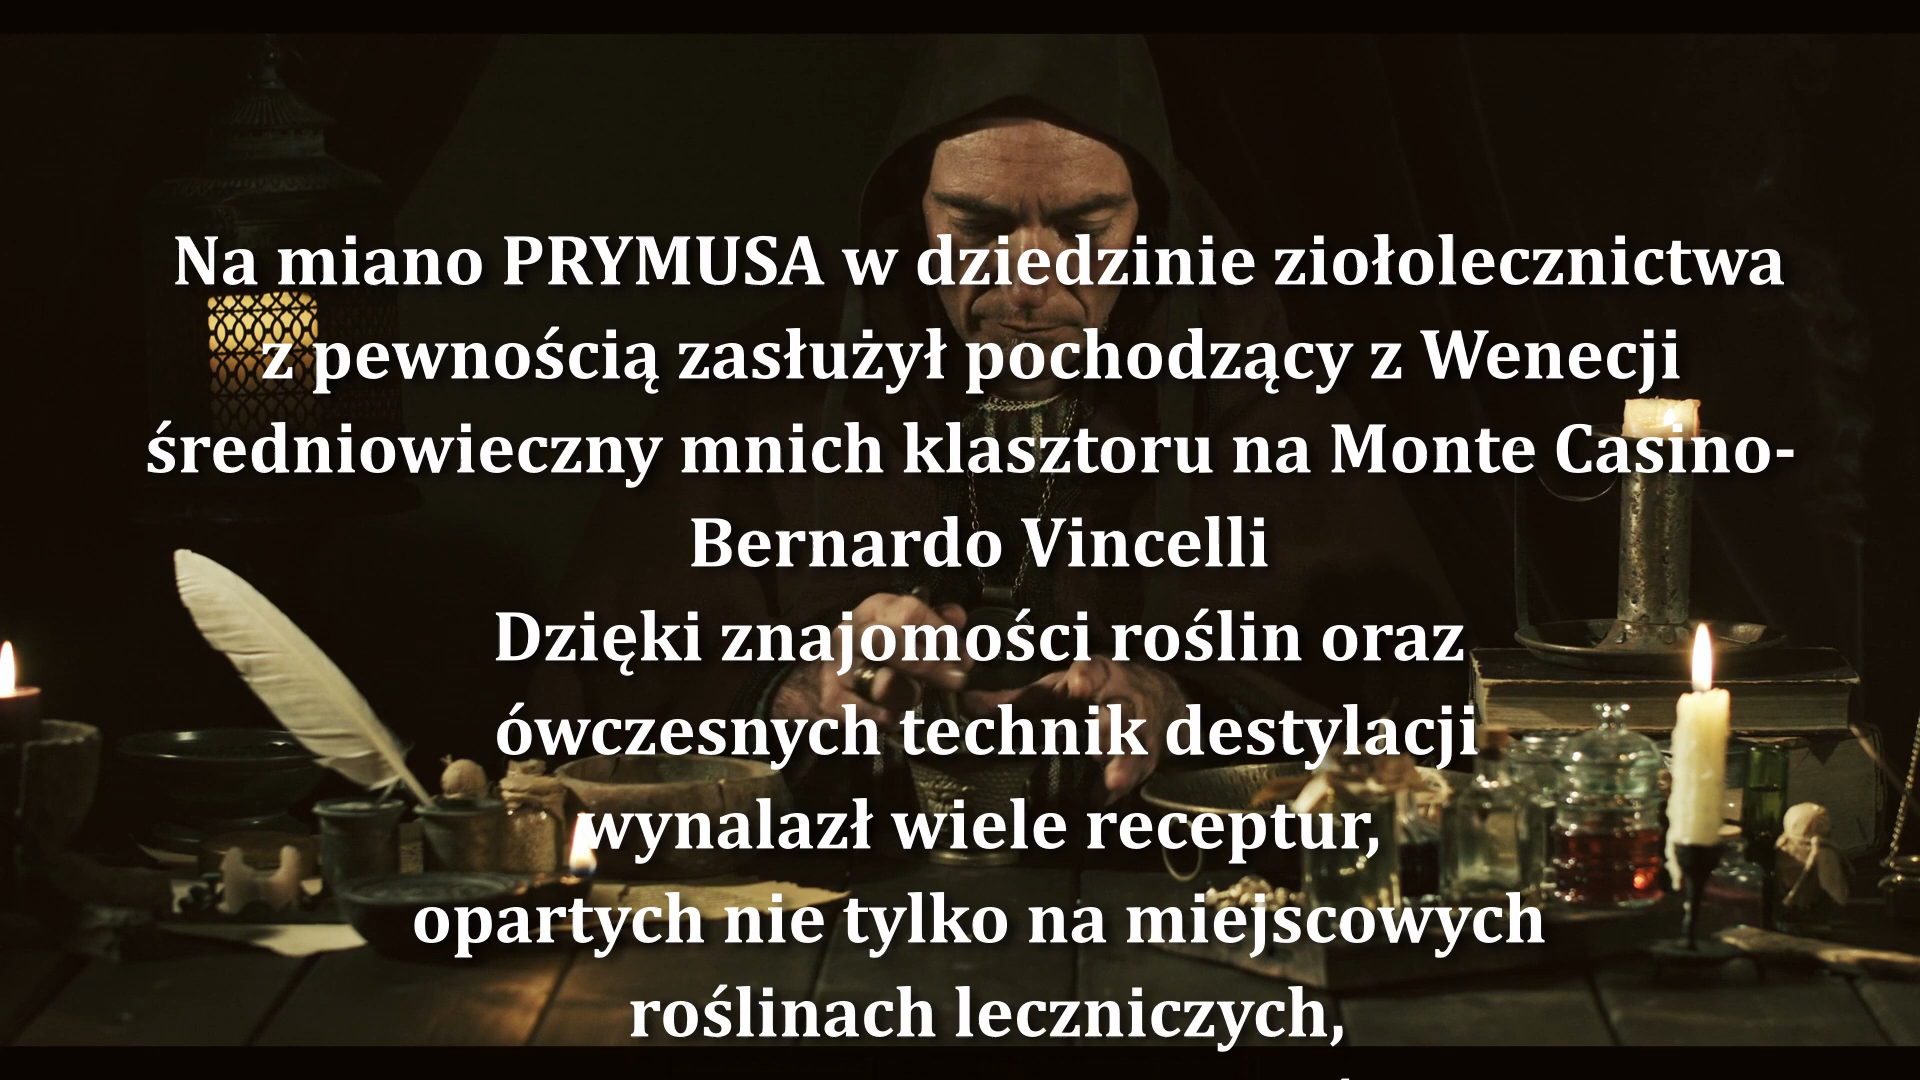 Na miano PRYMUSA w dziedzinie ziołolecznictwa
z pewnością zasłużył pochodzący z Wenecji
średniowieczny mnich klasztoru na Monte Casino-
Bernardo Vincelli
Dzięki znajomości roślin oraz
ówczesnych technik destylacji
wynalazł wiele receptur,
opartych nie tylko na miejscowych
roślinach leczniczych,